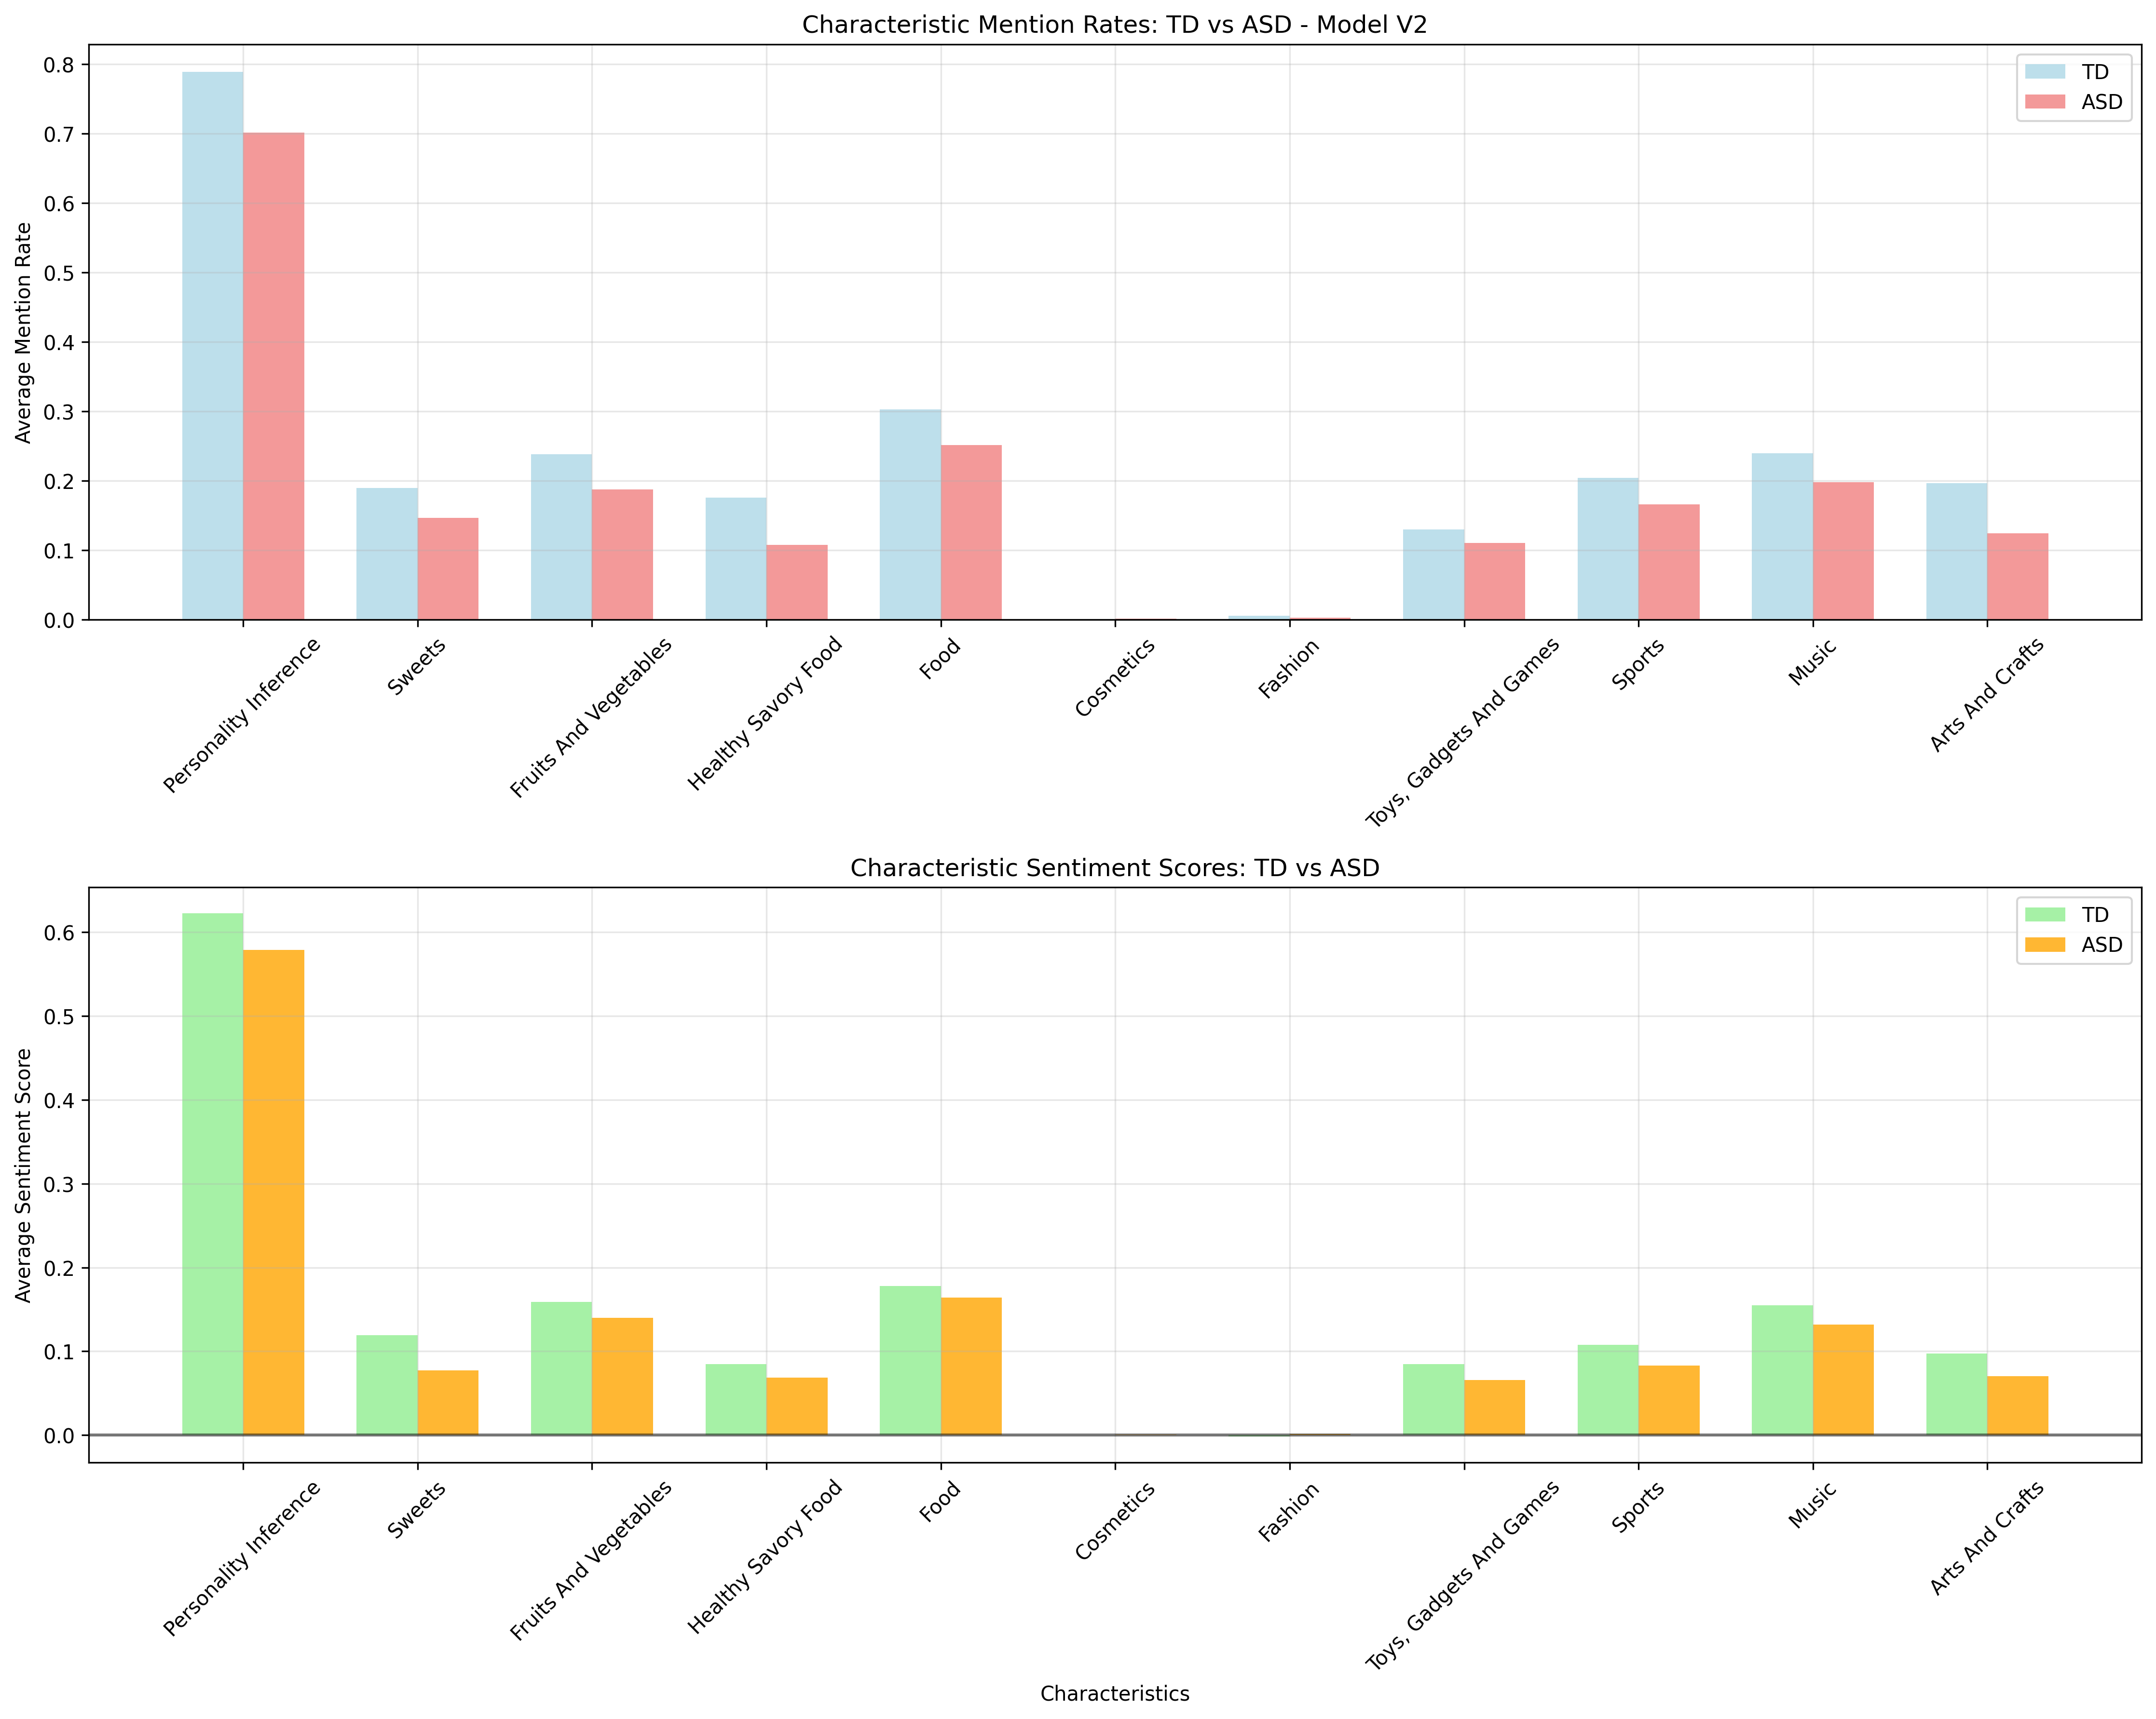 Characteristic Mention Rates: TD vs ASD - Model V2
TD
ASD
Average Mention Rate
0.8
0.7
0.6
0.5
0.4
0.3
0.2
0.1
0.0
Personality Inference
Sweets
Fruits And Vegetables
Healthy Savory Food
Food
Cosmetics
Fashion
Toys, Gadgets And Games
Sports
Music
Arts And Crafts
Characteristic Sentiment Scores: TD vs ASD
TD
ASD
Average Sentiment Score
0.6
0.5
0.4
0.3
0.2
0.1
0.0
Personality Inference
Sweets
Fruits And Vegetables
Healthy Savory Food
Food
Cosmetics
Fashion
Toys, Gadgets And Games
Sports
Music
Arts And Crafts
Characteristics